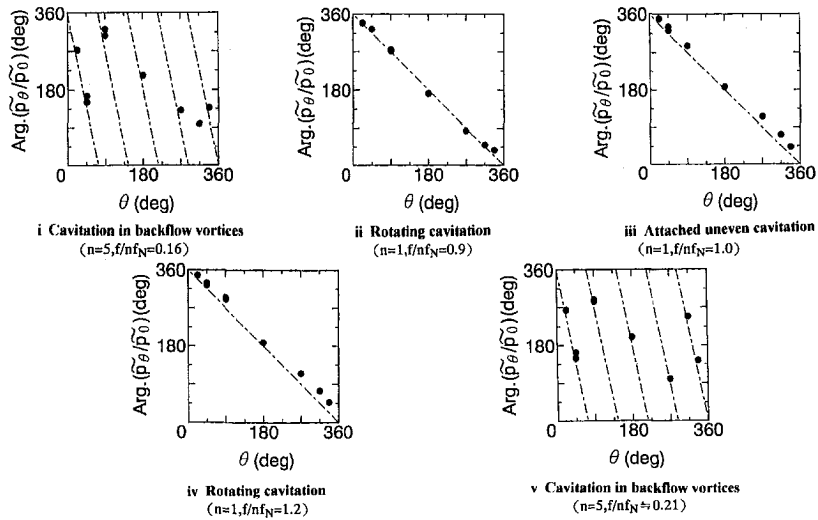 360
180
0
180
360
Arg.(p̃θ/p̃0)(deg)
θ (deg)
i Cavitation in backflow vortices
(n=5,f/nfN=0.16)
360
180
0
180
360
Arg.(p̃θ/p̃0)(deg)
θ (deg)
ii Rotating cavitation
(n=1,f/nfN=0.9)
360
180
0
180
360
Arg.(p̃θ/p̃0)(deg)
θ (deg)
iii Attached uneven cavitation
(n=1,f/nfN=1.0)
360
180
0
180
360
Arg.(p̃θ/p̃0)(deg)
θ (deg)
iv Rotating cavitation
(n=1,f/nfN=1.2)
360
180
0
180
360
Arg.(p̃θ/p̃0)(deg)
θ (deg)
v Cavitation in backflow vortices
(n=5,f/nfN≒0.21)